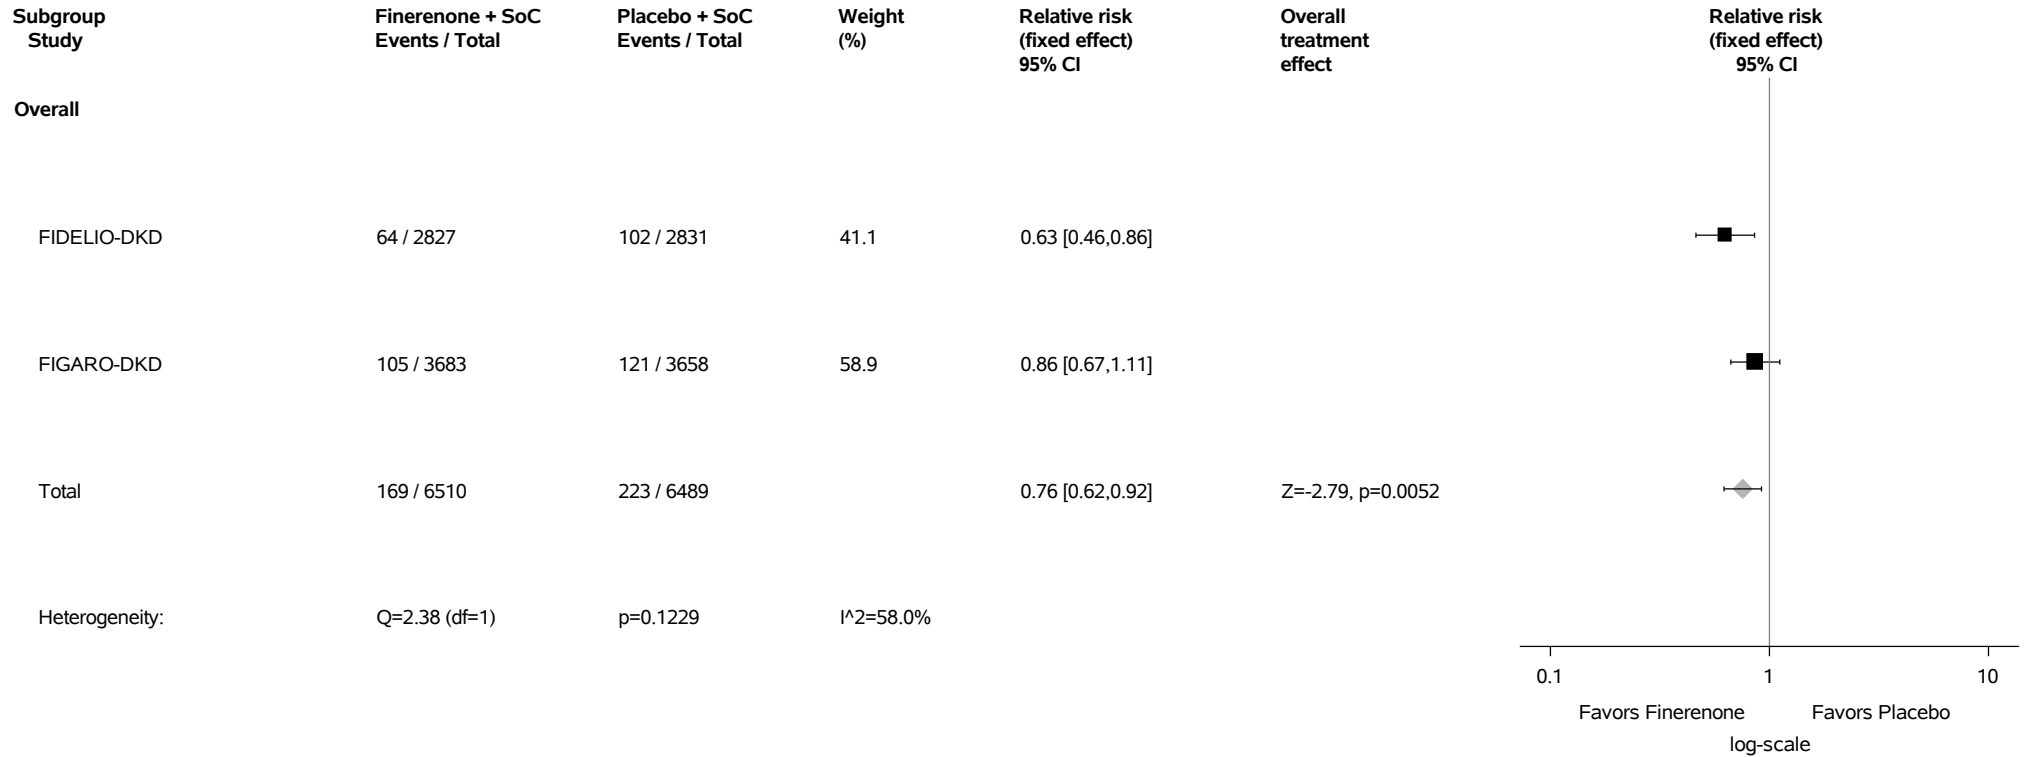 Subgroup Finerenone + SoC Placebo + SoC Weight Relative risk Overall Relative risk
Study Events / Total Events / Total (%) (fixed effect) treatment (fixed effect)
95% CI effect 95% CI
Overall
FIDELIO-DKD 64 / 2827 102 / 2831 41.1 0.63 [0.46,0.86]
FIGARO-DKD 105 / 3683 121 / 3658 58.9 0.86 [0.67,1.11]
Total 169 / 6510 223 / 6489 0.76 [0.62,0.92] Z=-2.79, p=0.0052
Heterogeneity: Q=2.38 (df=1) p=0.1229 I^2=58.0%
0.1 1 10
Favors Finerenone Favors Placebo
log-scale